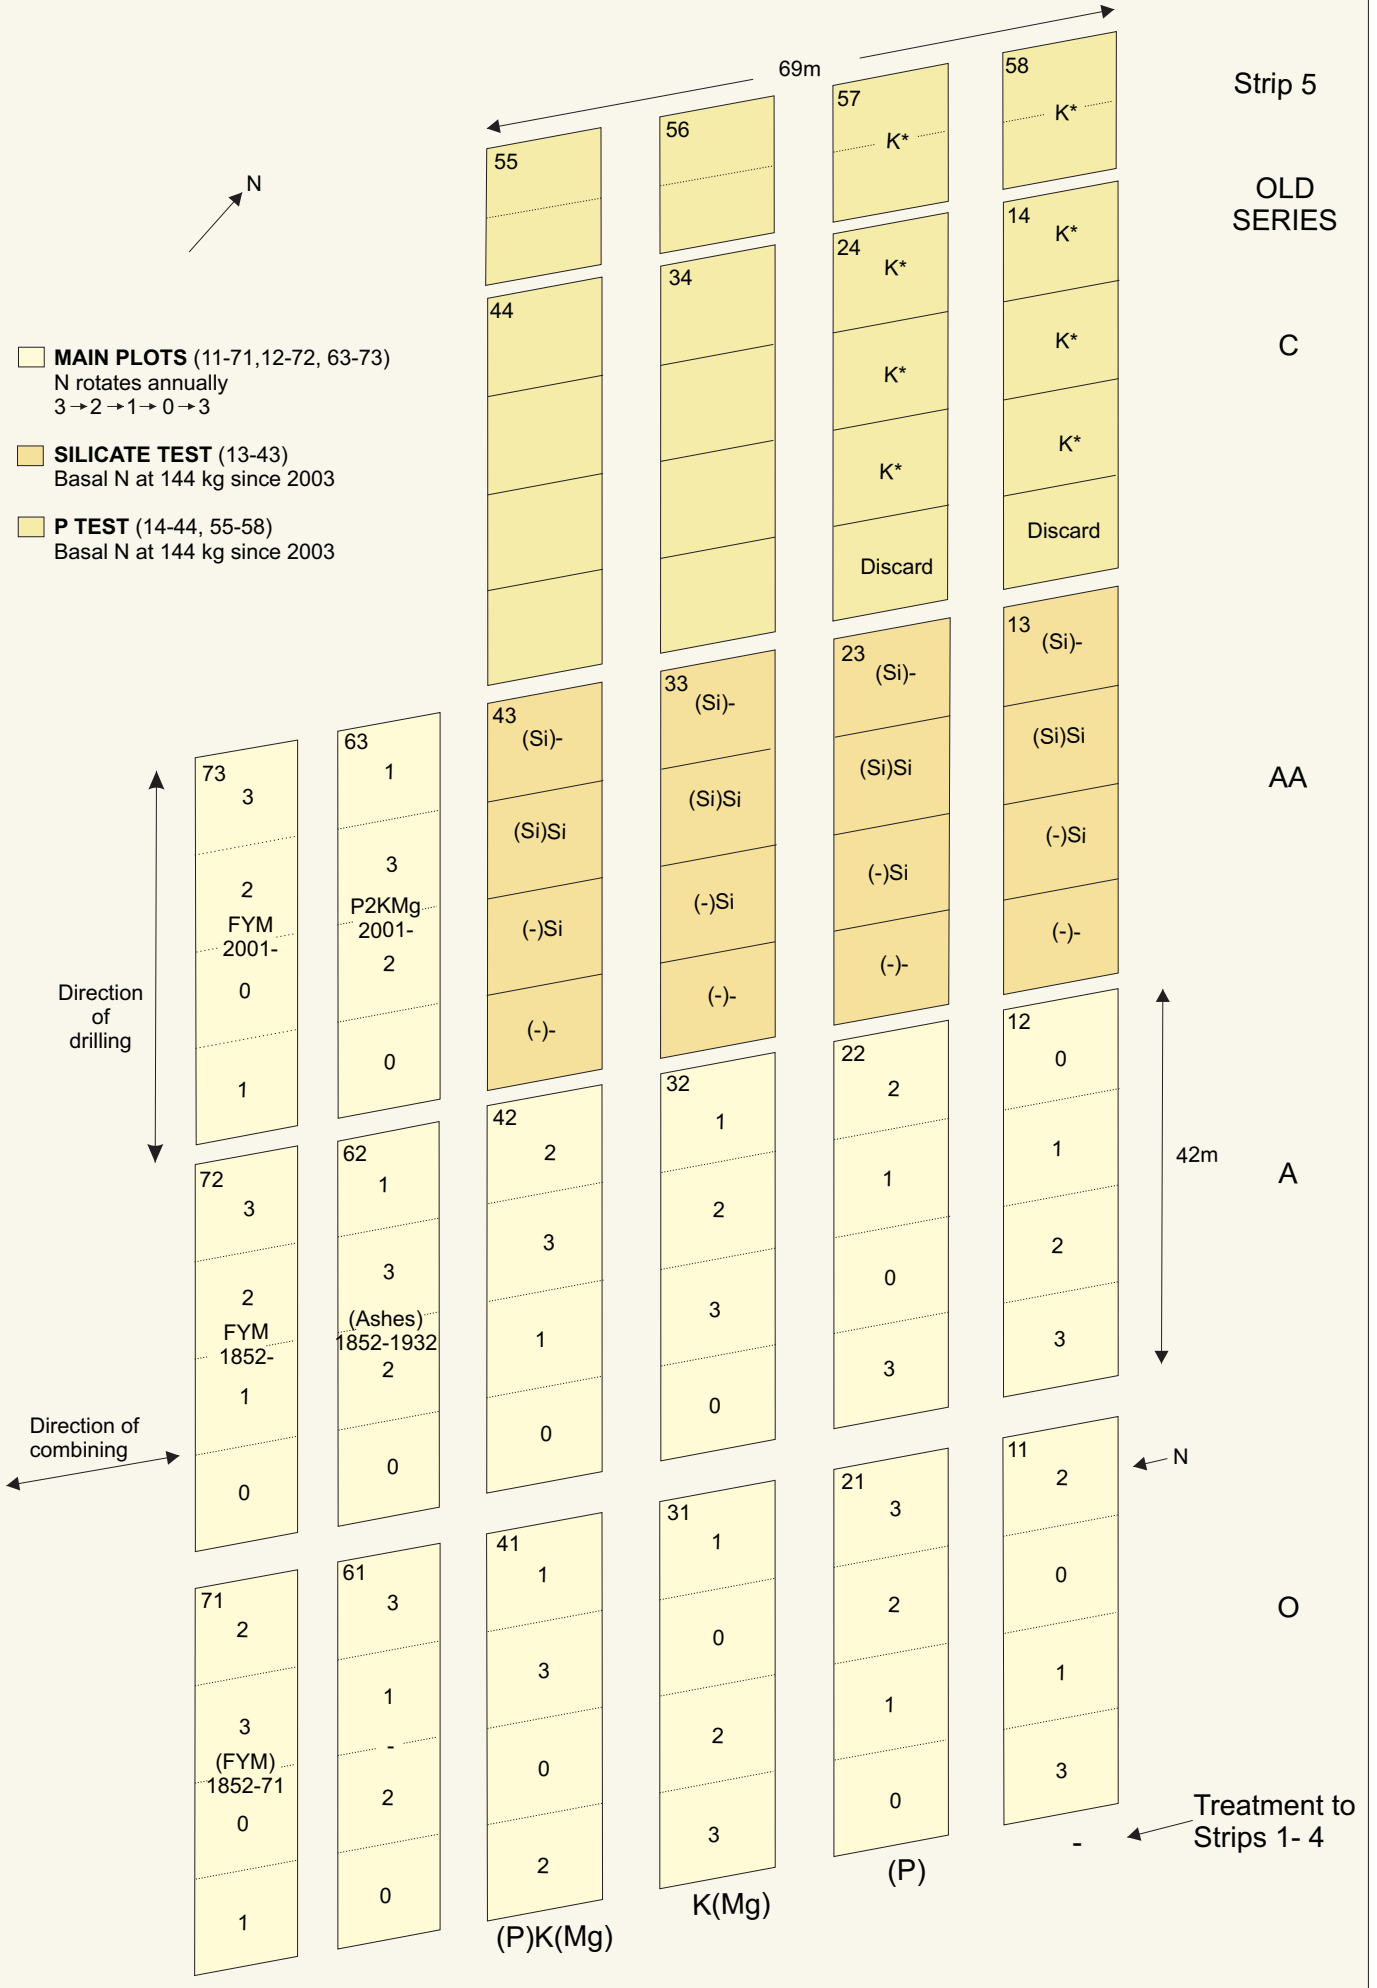 69m
Strip 5
58
K*
57
K*
56
55
N
OLD
SERIES
14
K*
K*
K*
Discard
24
K*
K*
K*
Discard
34
44
C
MAIN PLOTS (11-71,12-72, 63-73)
N rotates annually
3→2→1→0→3
SILICATE TEST (13-43)
Basal N at 144 kg since 2003
P TEST (14-44, 55-58)
Basal N at 144 kg since 2003
13
(Si)-
(Si)Si
(-)Si
(-)-
23
(Si)-
(Si)Si
(-)Si
(-)-
33
(Si)-
(Si)Si
(-)Si
(-)-
43
(Si)-
(Si)Si
(-)Si
(-)-
63
1
3
P2KMg
2001-
2
0
73
3
2
FYM
2001-
0
1
AA
Direction
of
drilling
12
0
1
2
3
22
2
1
0
3
32
1
2
3
0
42
2
3
1
0
62
1
3
(Ashes)
1852-1932
2
0
72
3
2
FYM
1852-
1
0
42m
A
Direction of
combining
11
2
0
1
3
N
21
3
2
1
0
31
1
0
2
3
41
1
3
0
2
61
3
1
-
2
0
71
2
3
(FYM)
1852-71
0
1
O
Treatment to
Strips 1- 4
-
(P)
K(Mg)
(P)K(Mg)